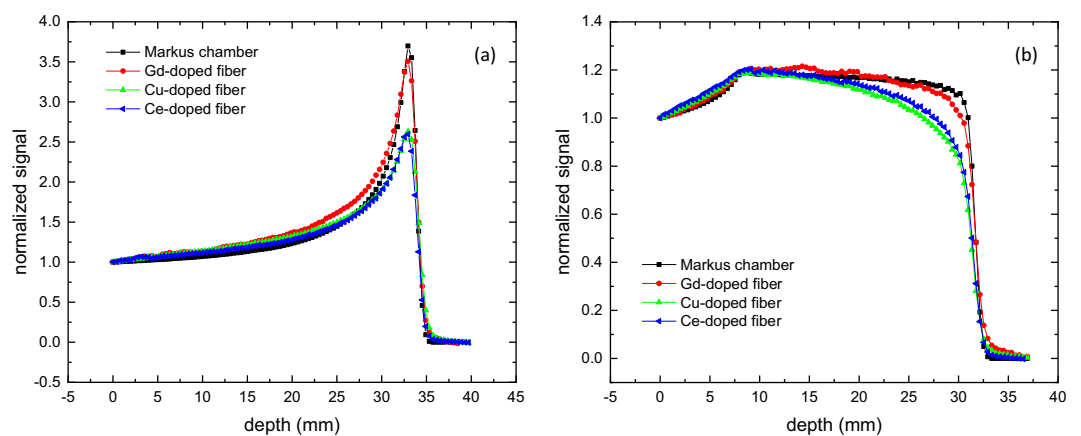 (a)
Markus chamber
Gd-doped fiber
Cu-doped fiber
Ce-doped fiber
normalized signal
4.0
3.5
3.0
2.5
2.0
1.5
1.0
0.5
0.0
-0.5
-5 0 5 10 15 20 25 30 35 40 45
depth (mm)
(b)
normalized signal
1.4
1.2
1.0
0.8
0.6
0.4
0.2
0.0
Markus chamber
Gd-doped fiber
Cu-doped fiber
Ce-doped fiber
-5 0 5 10 15 20 25 30 35 40
depth (mm)